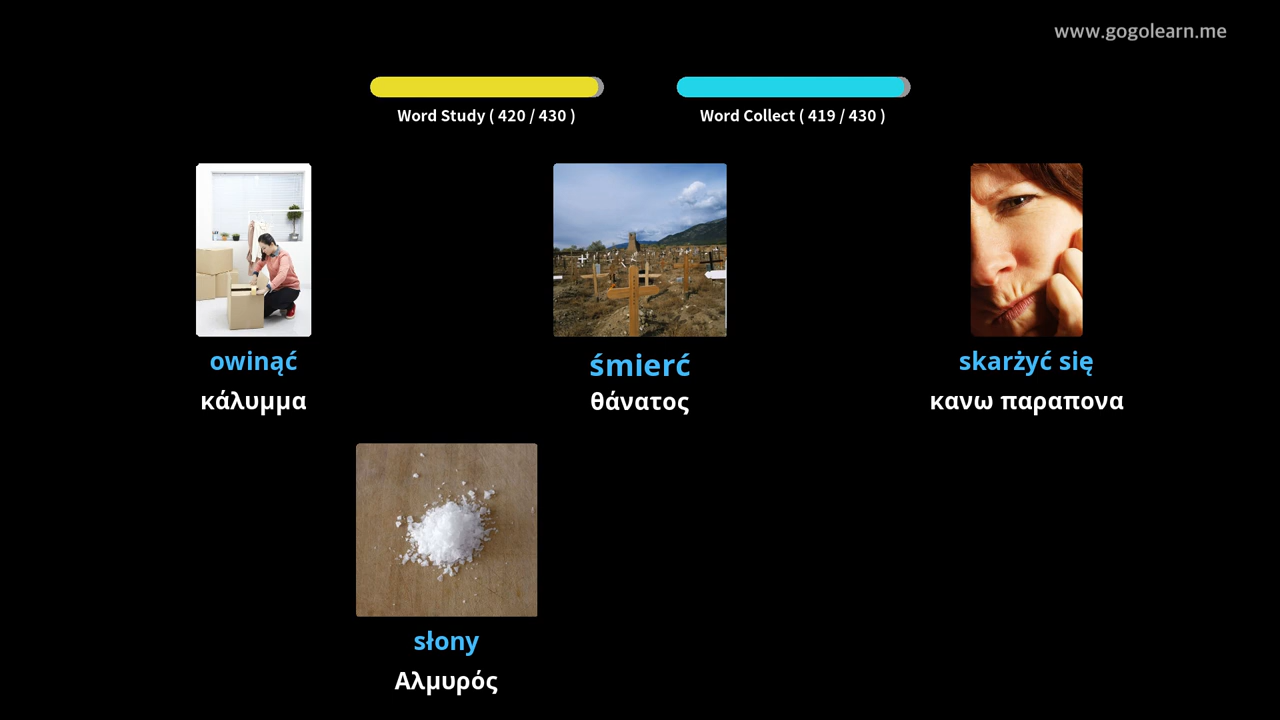 www.gogolearn.me
Word Study ( 420 / 430 )
Word Collect ( 419 / 430 )
owinąć
κάλυμμα
śmierć
θάνατος
skarżyć się
κανω παραπονα
słony
Αλμυρός